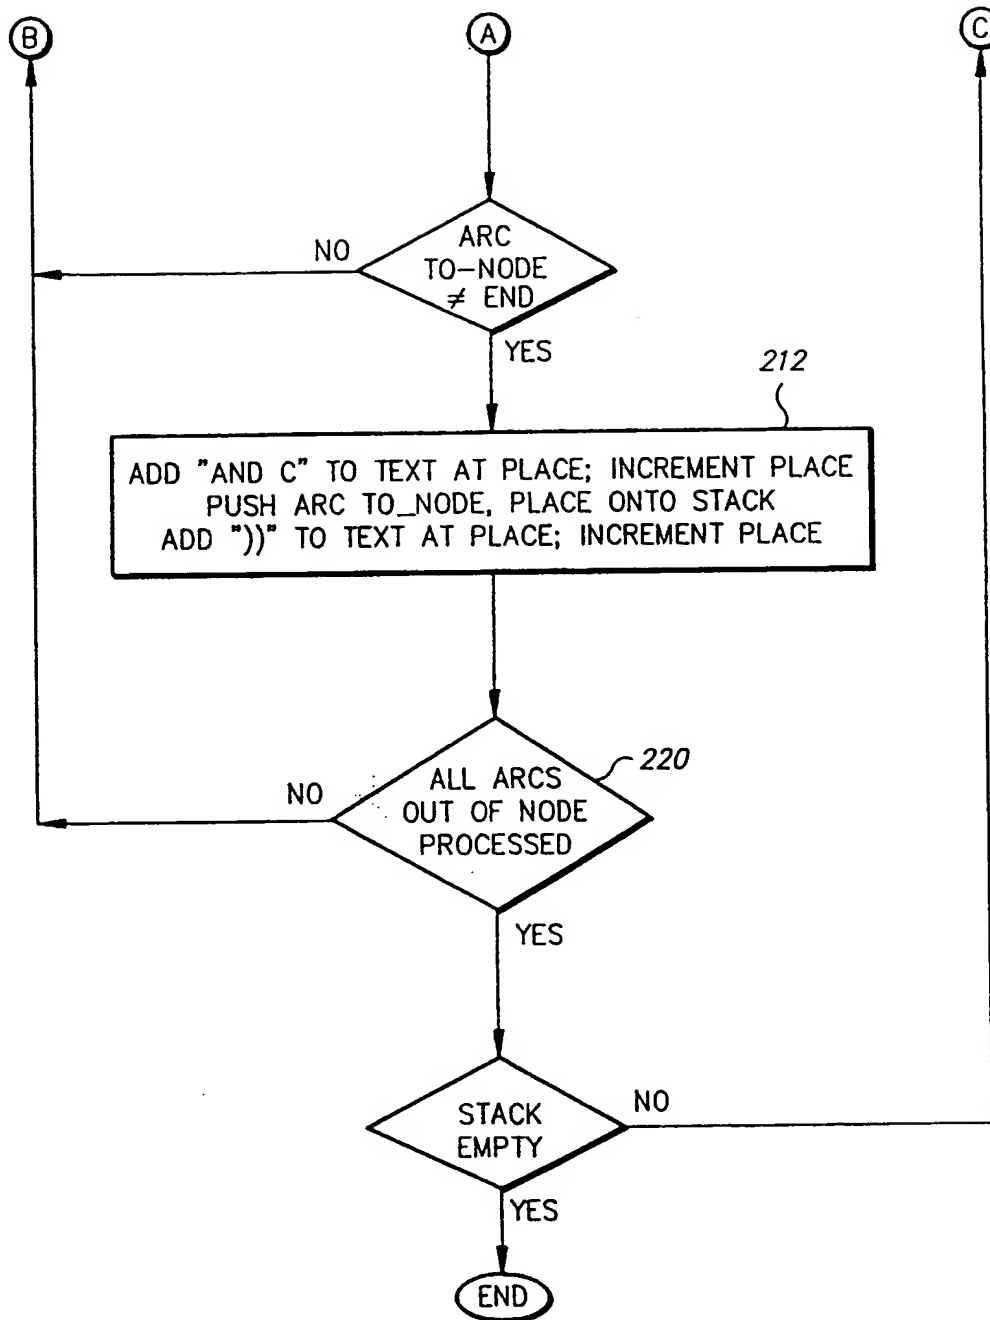 B
A
C
ARC
TO-NODE
≠ END
NO
YES
212
ADD "AND C" TO TEXT AT PLACE; INCREMENT PLACE
PUSH ARC TO_NODE, PLACE ONTO STACK
ADD "))" TO TEXT AT PLACE; INCREMENT PLACE
220
ALL ARCS
OUT OF NODE
PROCESSED
NO
YES
STACK
EMPTY
NO
YES
END